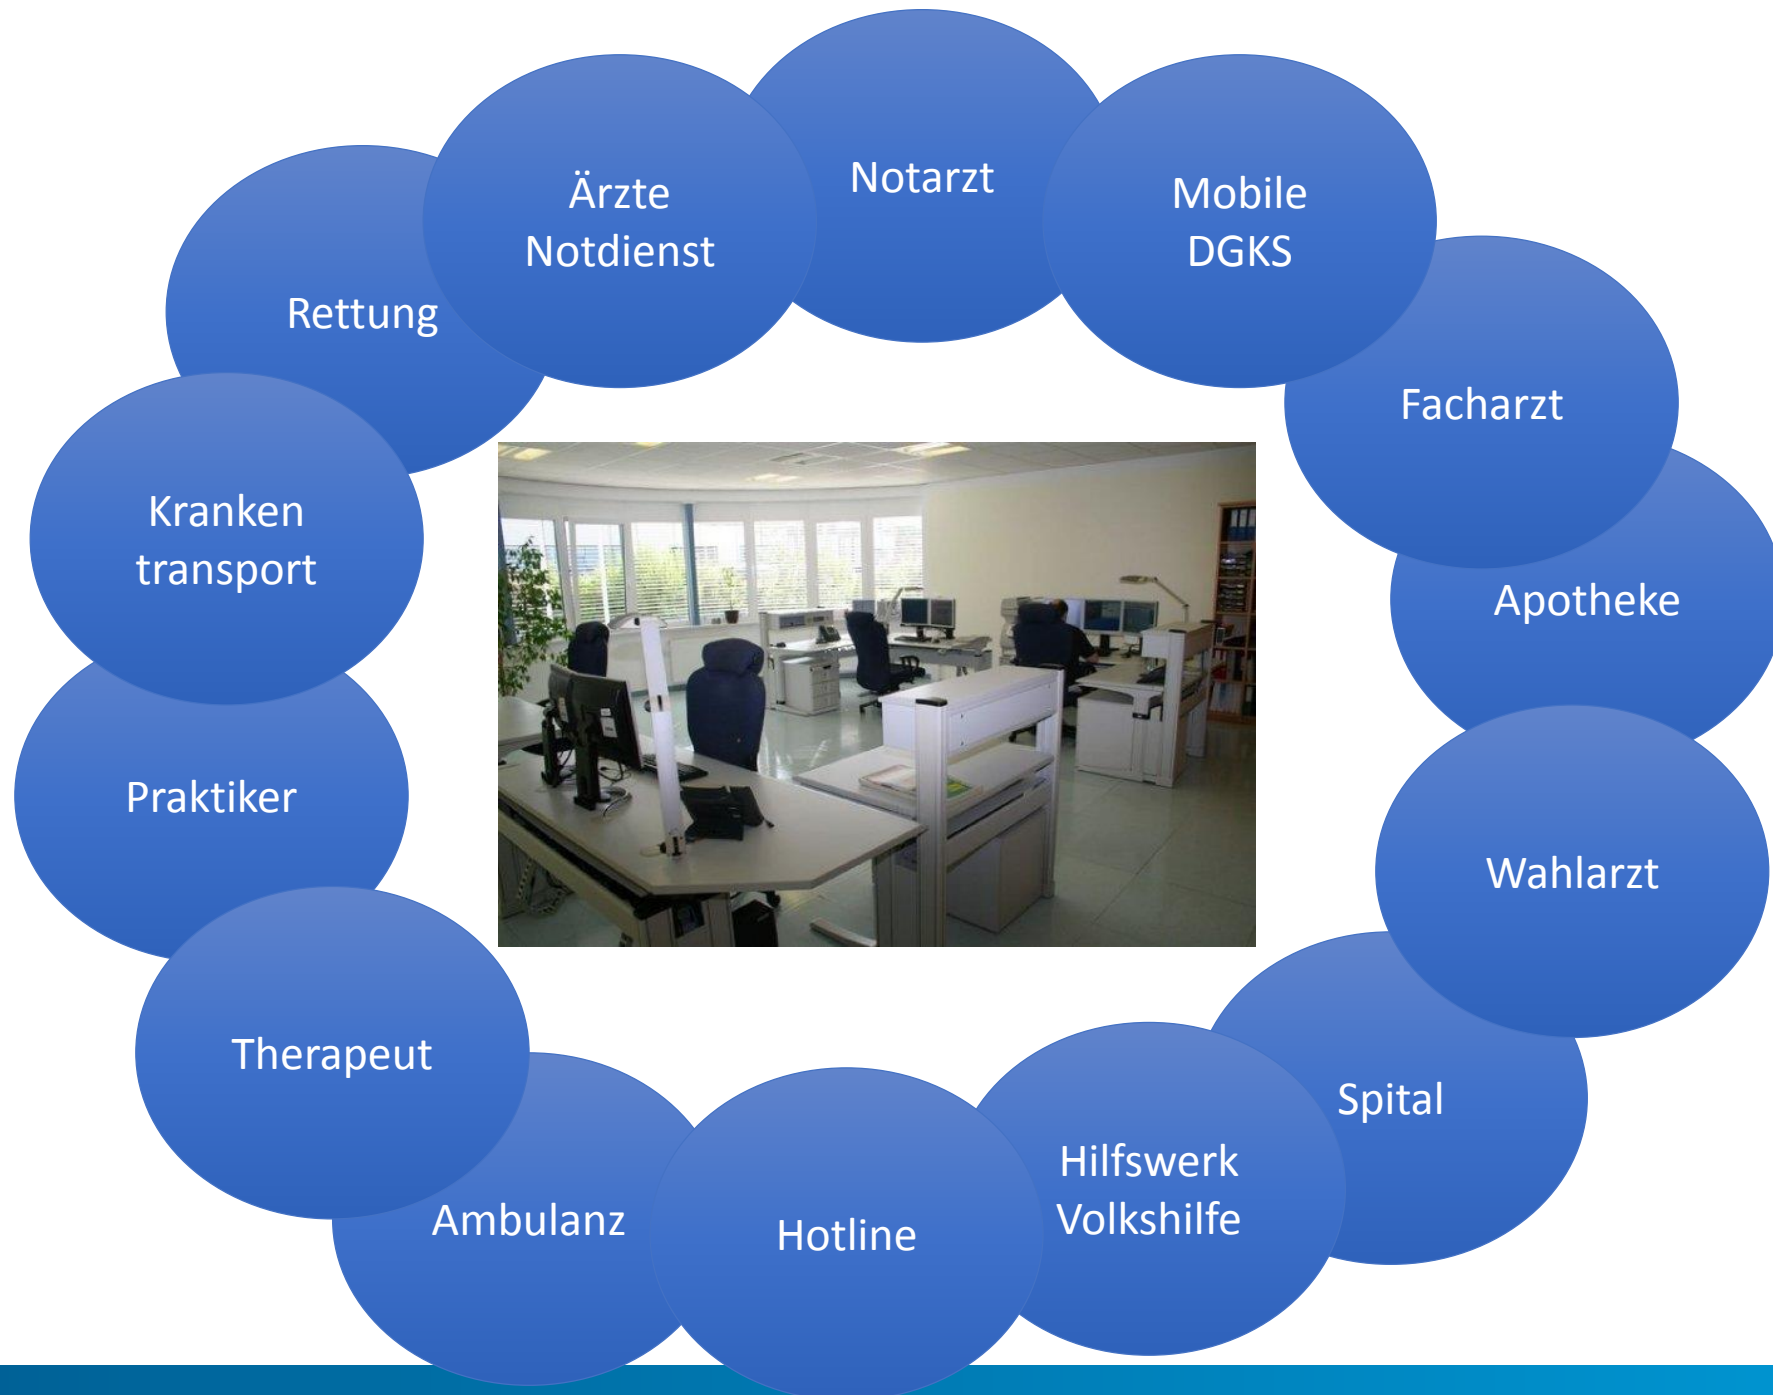 Notarzt
Ärzte
Notdienst
Mobile
DGKS
Rettung
Facharzt
Kranken
transport
Apotheke
Praktiker
Wahlarzt
Therapeut
Spital
Hilfswerk
Volkshilfe
Ambulanz
Hotline